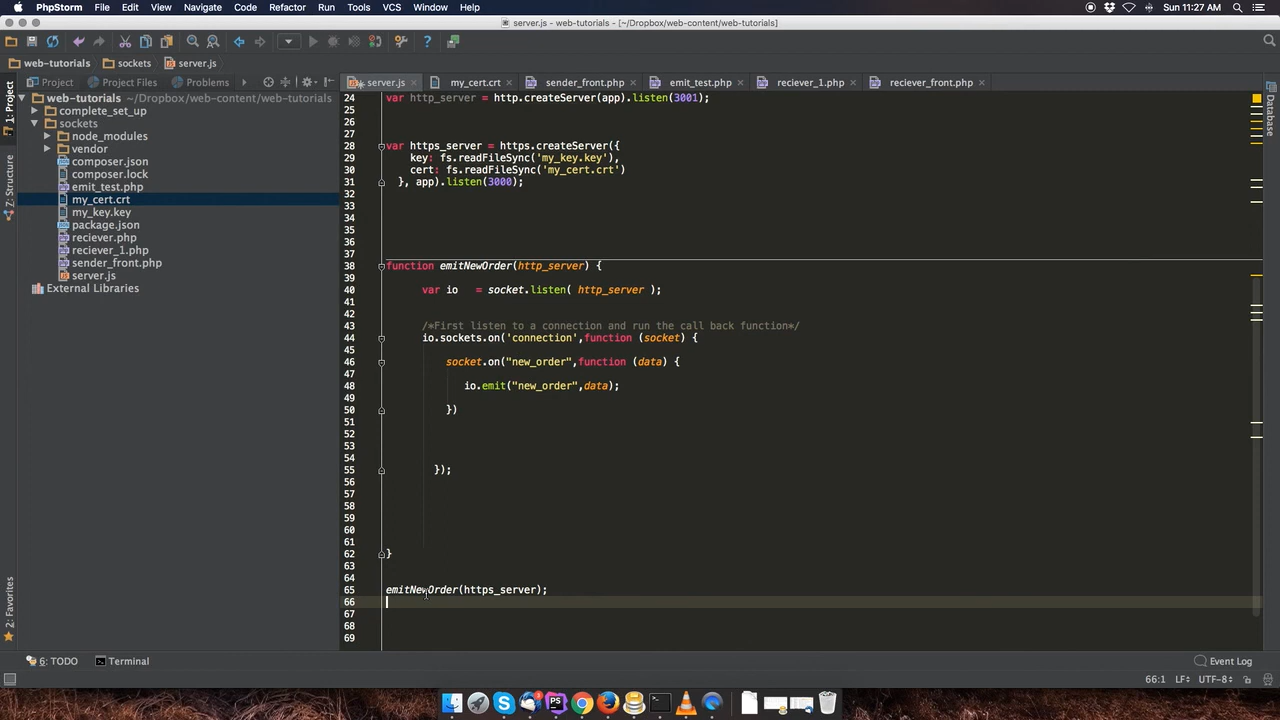 PhpStorm File Edit View Navigate Code Refactor Run Tools VCS Window Help Sun 11:27 AM
server.js - web-tutorials - [~/Dropbox/web-content/web-tutorials]
web-tutorials sockets server.js
Project Project Files Problems
server.js my_cert.crt sender_front.php emit_test.php reciever_1.php reciever_front.php
web-tutorials (~/Dropbox/web-content/web-tutorials)
complete_set_up
sockets
node_modules
vendor
composer.json
composer.lock
emit_test.php
my_cert.crt
my_key.key
package.json
reciever.php
reciever_1.php
sender_front.php
server.js
External Libraries
1: Project
Z: Structure
2: Favorites
Database
24 var http_server = http.createServer(app).listen(3001);
25
26
27
28 var https_server = https.createServer({
29 key: fs.readFileSync('my_key.key'),
30 cert: fs.readFileSync('my_cert.crt')
31 }, app).listen(3000);
32
33
34
35
36
37
38 function emitNewOrder(http_server) {
39
40 var io = socket.listen( http_server );
41
42
43 /*First listen to a connection and run the call back function*/
44 io.sockets.on('connection',function (socket) {
45
46 socket.on("new_order",function (data) {
47
48 io.emit("new_order",data);
49
50 })
51
52
53
54
55 });
56
57
58
59
60
61
62 }
63
64
65 emitNewOrder(https_server);
66
67
68
69
6: TODO Terminal Event Log
66:1 LF÷ UTF-8÷